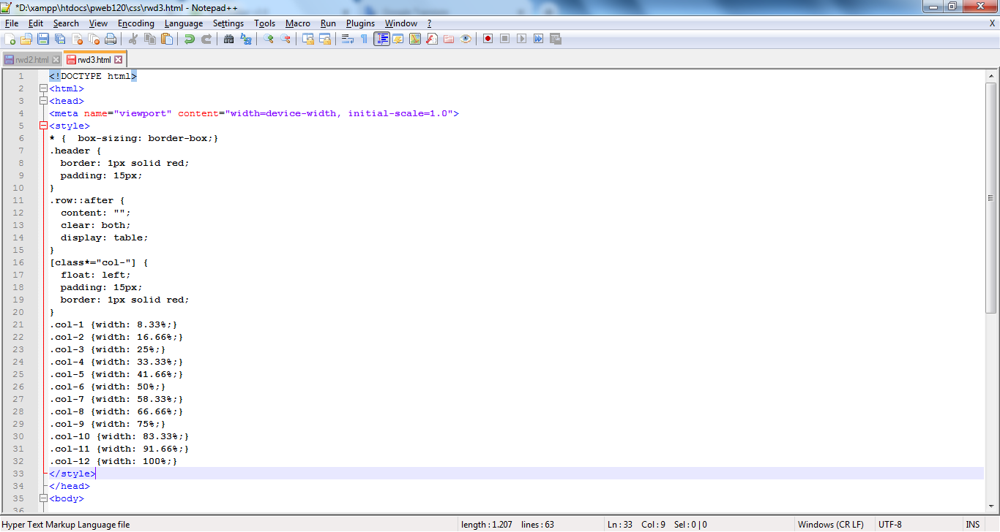 *D:\xampp\htdocs\pweb120\css\rwd3.html - Notepad++
File Edit Search View Encoding Language Settings Tools Macro Run Plugins Window ? X
rwd2.html rwd3.html
1 <!DOCTYPE html>
2 <html>
3 <head>
4 <meta name="viewport" content="width=device-width, initial-scale=1.0">
5 <style>
6 * {  box-sizing: border-box;}
7 .header {
8   border: 1px solid red;
9   padding: 15px;
10 }
11 .row::after {
12   content: "";
13   clear: both;
14   display: table;
15 }
16 [class*="col-"] {
17   float: left;
18   padding: 15px;
19   border: 1px solid red;
20 }
21 .col-1 {width: 8.33%;}
22 .col-2 {width: 16.66%;}
23 .col-3 {width: 25%;}
24 .col-4 {width: 33.33%;}
25 .col-5 {width: 41.66%;}
26 .col-6 {width: 50%;}
27 .col-7 {width: 58.33%;}
28 .col-8 {width: 66.66%;}
29 .col-9 {width: 75%;}
30 .col-10 {width: 83.33%;}
31 .col-11 {width: 91.66%;}
32 .col-12 {width: 100%;}
33 </style>
34 </head>
35 <body>
36
Hyper Text Markup Language file length : 1.207 lines : 63 Ln : 33 Col : 9 Sel : 0 | 0 Windows (CR LF) UTF-8 INS